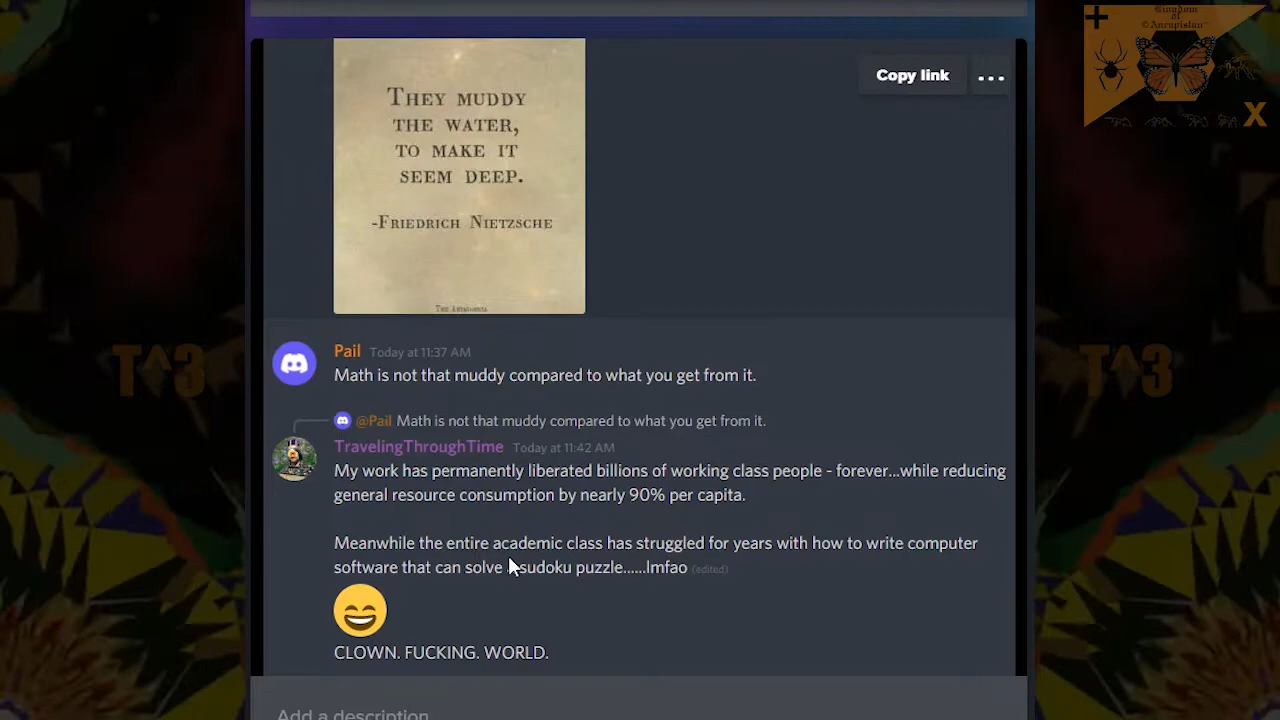 Kingdom
of
©Anropistan™
X
Copy link
...
THEY MUDDY
THE WATER,
TO MAKE IT
SEEM DEEP.
-FRIEDRICH NIETZSCHE
T^3
T^3
Pail Today at 11:37 AM
Math is not that muddy compared to what you get from it.
@Pail Math is not that muddy compared to what you get from it.
TravelingThroughTime Today at 11:42 AM
My work has permanently liberated billions of working class people - forever...while reducing
general resource consumption by nearly 90% per capita.
Meanwhile the entire academic class has struggled for years with how to write computer
software that can solve sudoku puzzle......lmfao (edited)
CLOWN. FUCKING. WORLD.
Add a description